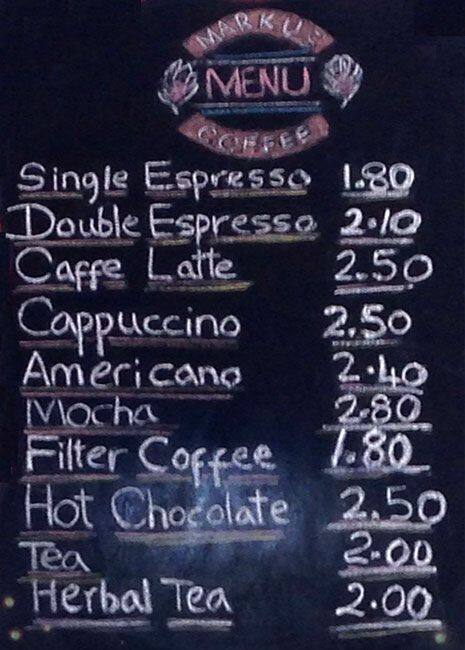 MARKUS
MENU
COFFEE
Single Espresso 1.80
Double Espresso 2.10
Caffe Latte 2.50
Cappuccino 2.50
Americano 2.40
Mocha 2.80
Filter Coffee 1.80
Hot Chocolate 2.50
Tea 2.00
Herbal Tea 2.00